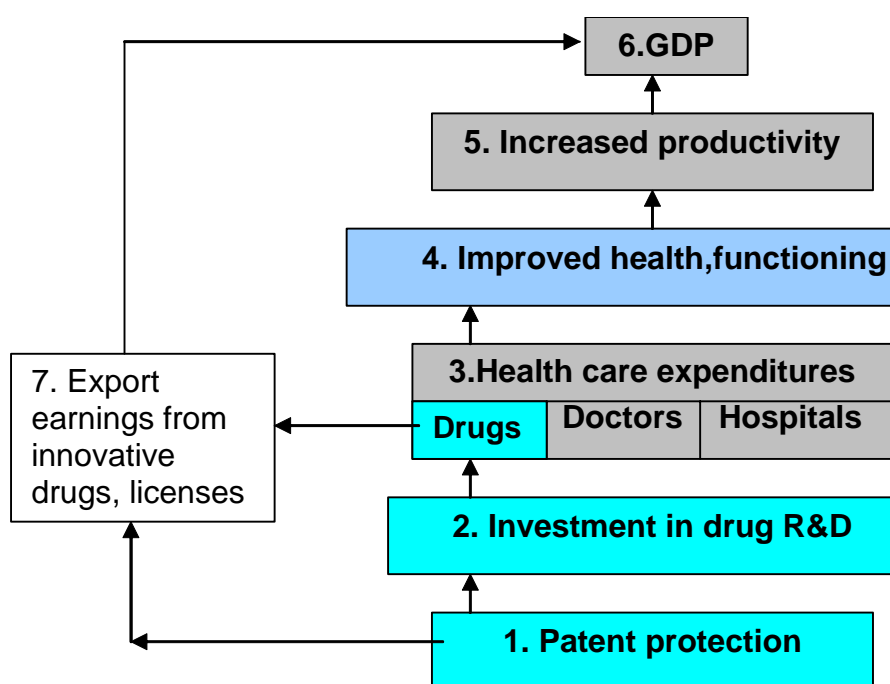 6.GDP
5. Increased productivity
4. Improved health,functioning
3.Health care expenditures
Drugs
Doctors
Hospitals
7. Export
earnings from
innovative
drugs, licenses
2. Investment in drug R&D
1. Patent protection